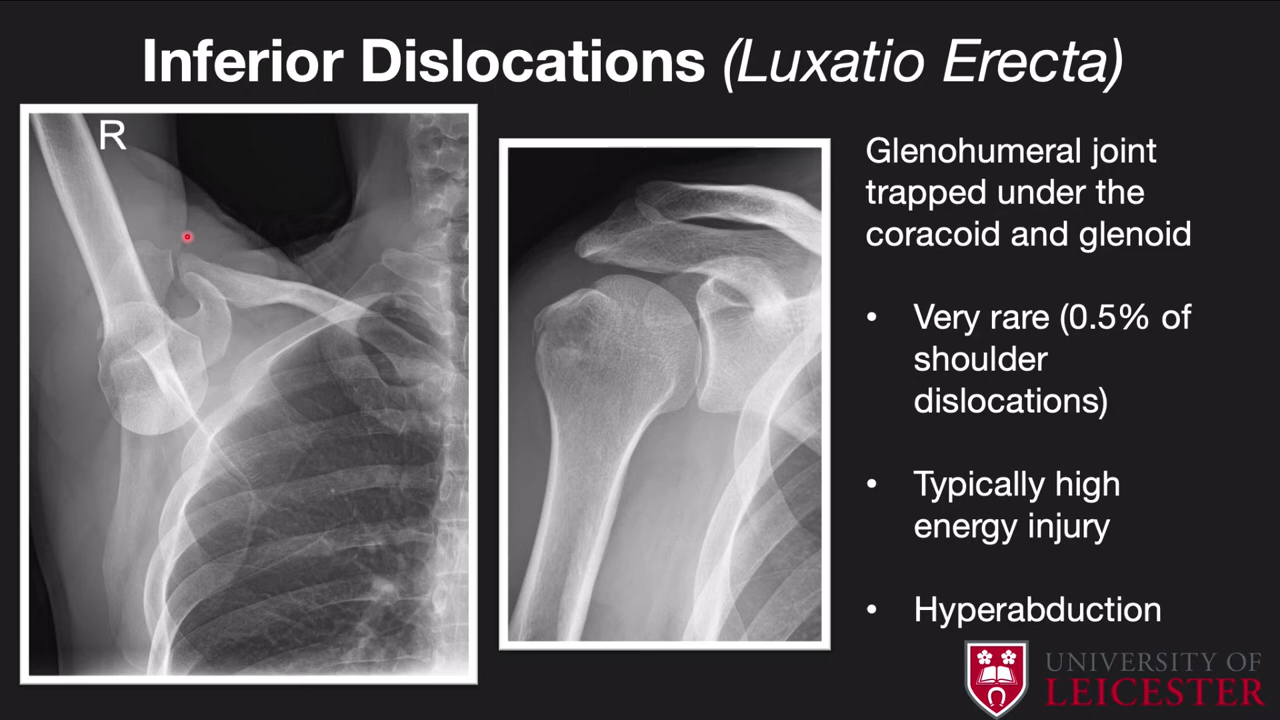 Inferior Dislocations (Luxatio Erecta)
R
Glenohumeral joint
trapped under the
coracoid and glenoid
• Very rare (0.5% of
shoulder
dislocations)
• Typically high
energy injury
• Hyperabduction
UNIVERSITY OF
LEICESTER